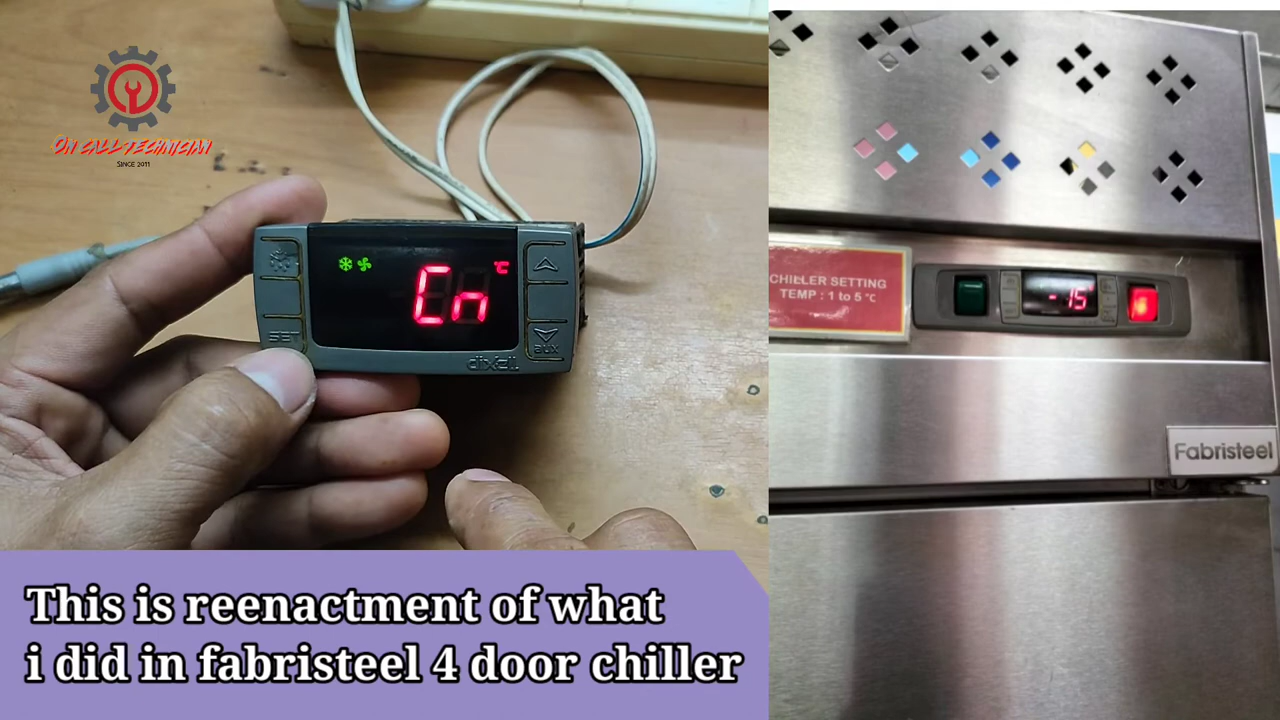 On call technician
Since 2011
°C
Cn
SET
aux
dixell
CHILLER SETTING
TEMP : 1 to 5 °C
-15
Fabristeel
This is reenactment of what
i did in fabristeel 4 door chiller